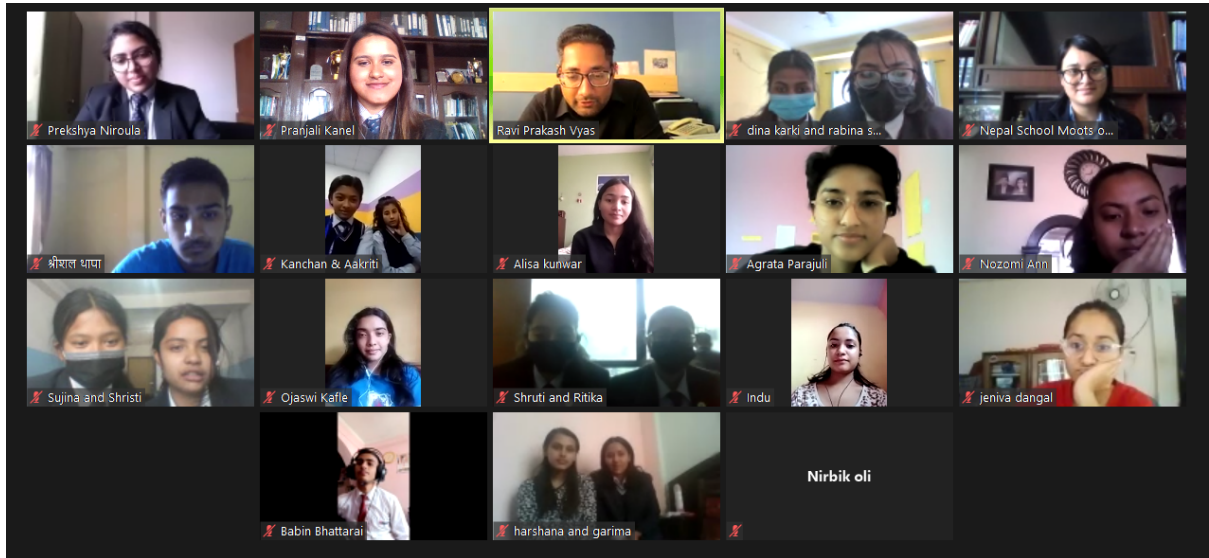 Prekshya Niroula
Pranjali Kanel
Ravi Prakash Vyas
dina karki and rabina s...
Nepal School Moots o...
श्रीशल थापा
Kanchan & Aakriti
Alisa kunwar
Agrata Parajuli
Nozomi Ann
Sujina and Shristi
Ojaswi Kafle
Shruti and Ritika
Indu
jeniva dangal
Babin Bhattarai
harshana and garima
Nirbik oli